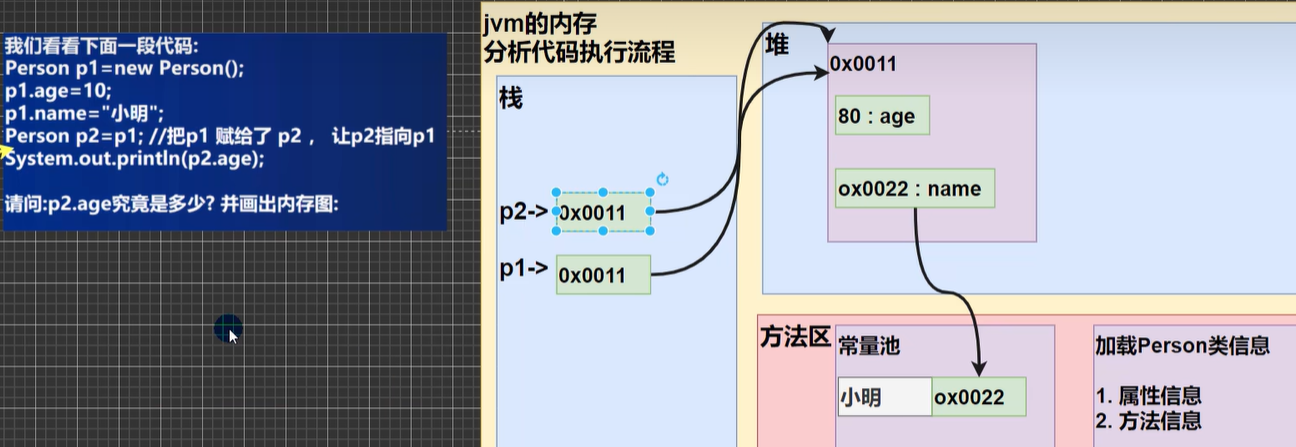 我们看看下面一段代码:
Person p1=new Person();
p1.age=10;
p1.name="小明";
Person p2=p1; //把p1 赋给了 p2 ， 让p2指向p1
System.out.println(p2.age);
请问:p2.age究竟是多少? 并画出内存图:
jvm的内存
分析代码执行流程
栈
p2-> 0x0011
p1-> 0x0011
堆
0x0011
80 : age
ox0022 : name
方法区
常量池
小明 ox0022
加载Person类信息
1. 属性信息
2. 方法信息